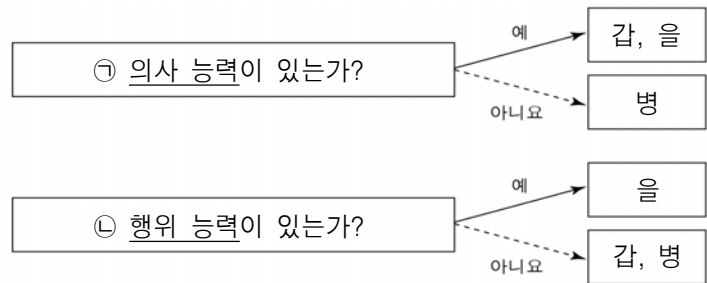 예
갑, 을
㉠ 의사 능력이 있는가?
아니요
병
예
을
㉡ 행위 능력이 있는가?
아니요
갑, 병